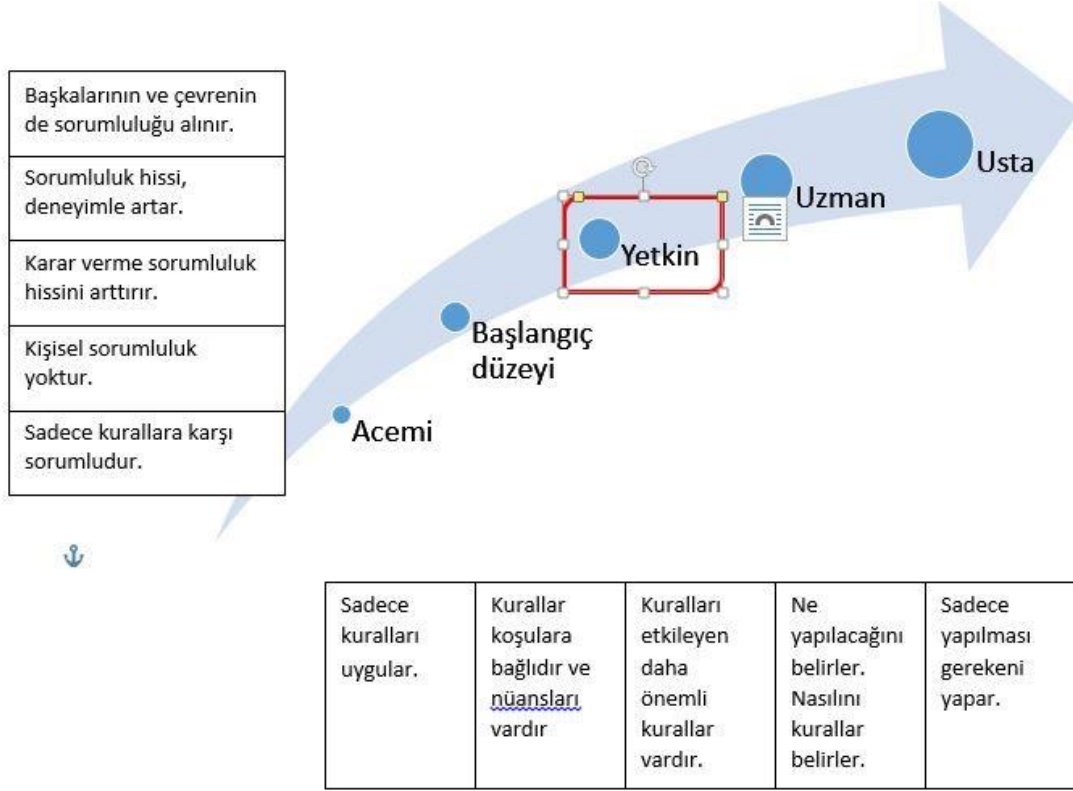 Başkalarının ve çevrenin
de sorumluluğu alınır.
Sorumluluk hissi,
deneyimle artar.
Karar verme sorumluluk
hissini arttırır.
Kişisel sorumluluk
yoktur.
Sadece kurallara karşı
sorumludur.
Usta
Uzman
Yetkin
Başlangıç
düzeyi
Acemi
Sadece
kuralları
uygular.
Kurallar
koşulara
bağlıdır ve
nüansları
vardır
Kuralları
etkileyen
daha
önemli
kurallar
vardır.
Ne
yapılacağını
belirler.
Nasılını
kurallar
belirler.
Sadece
yapılması
gerekeni
yapar.